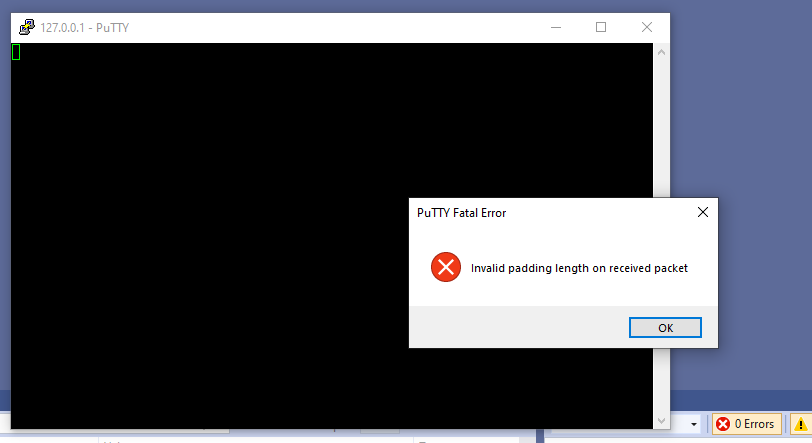 127.0.0.1 - PuTTY
PuTTY Fatal Error
Invalid padding length on received packet
OK
0 Errors